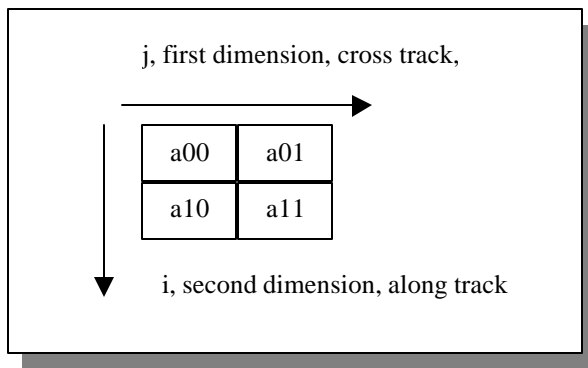 j, first dimension, cross track,
a00 a01
a10 a11
i, second dimension, along track